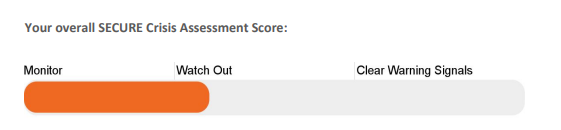 Your overall SECURE Crisis Assessment Score:
Monitor Watch Out Clear Warning Signals